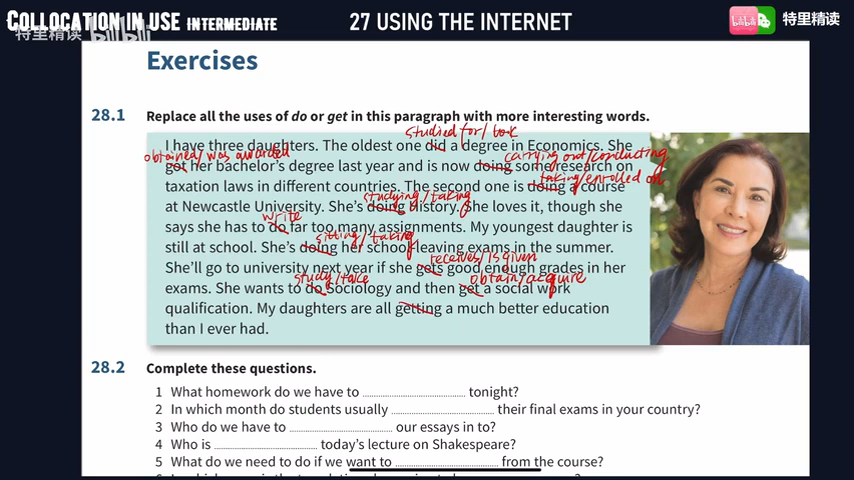 COLLOCATION IN USE INTERMEDIATE
27 USING THE INTERNET
bilibili
特里精读
特里精读 bilibili
Exercises
28.1 Replace all the uses of do or get in this paragraph with more interesting words.
studied for/took
I have three daughters. The oldest one did a degree in Economics. She
obtained/was awarded carrying out/conducting
got her bachelor's degree last year and is now doing some research on
taking/enrolled on
taxation laws in different countries. The second one is doing a course
studying/taking
at Newcastle University. She's doing History. She loves it, though she
write
says she has to do far too many assignments. My youngest daughter is
sitting/taking
still at school. She's doing her school-leaving exams in the summer.
receives/is given
She'll go to university next year if she gets good enough grades in her
study/take obtain/acquire
exams. She wants to do Sociology and then get a social work
qualification. My daughters are all getting a much better education
than I ever had.
28.2 Complete these questions.
1 What homework do we have to .......... tonight?
2 In which month do students usually .......... their final exams in your country?
3 Who do we have to .......... our essays in to?
4 Who is .......... today's lecture on Shakespeare?
5 What do we need to do if we want to .......... from the course?